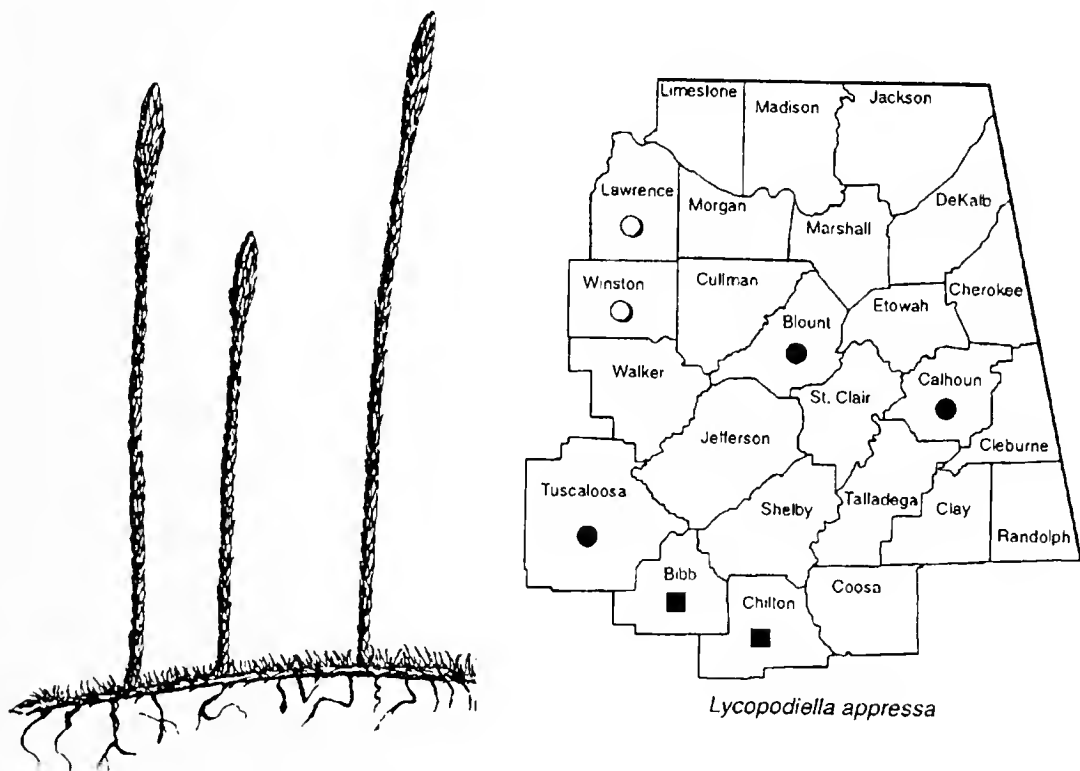 Limestone
Madison
Jackson
Lawrence
Morgan
Marshall
DeKalb
Winston
Cullman
Blount
Etowah
Cherokee
Walker
St. Clair
Calhoun
Jefferson
Cleburne
Tuscaloosa
Shelby
Talladega
Clay
Randolph
Bibb
Chilton
Coosa
Lycopodiella appressa